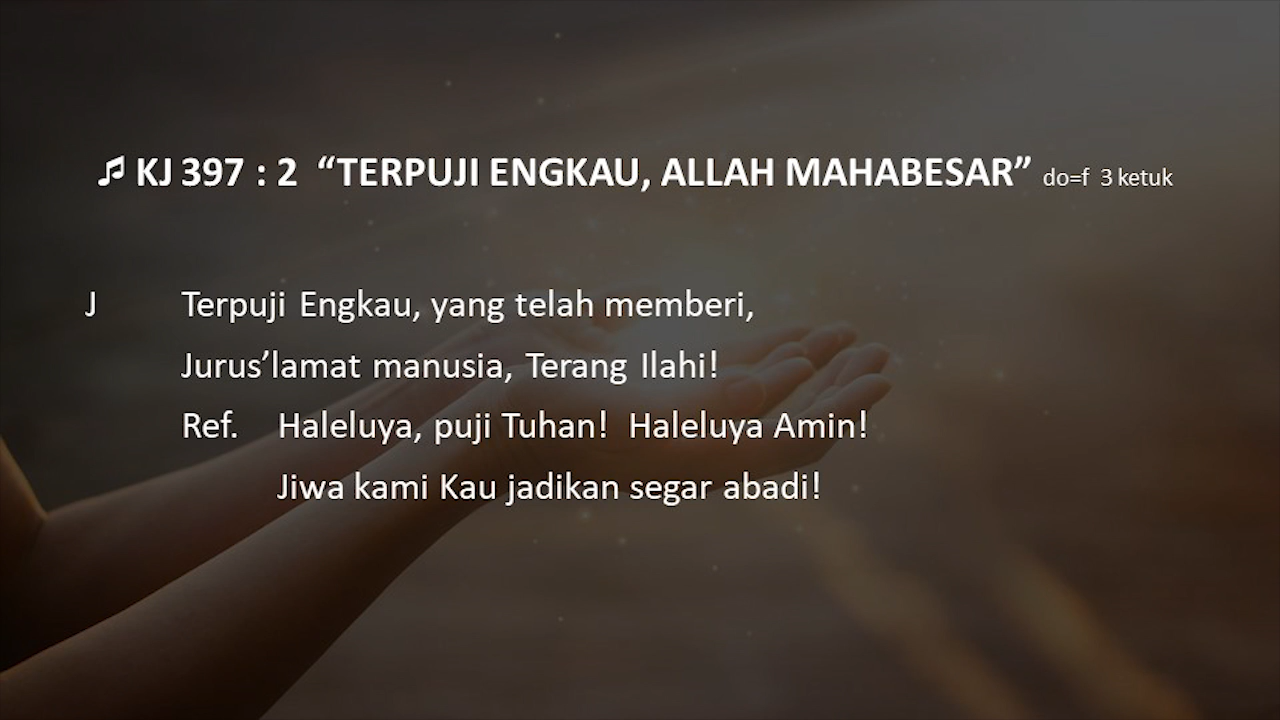 ♫ KJ 397 : 2 “TERPUJI ENGKAU, ALLAH MAHABESAR” do=f 3 ketuk
J Terpuji Engkau, yang telah memberi,
Jurus’lamat manusia, Terang Ilahi!
Ref. Haleluya, puji Tuhan! Haleluya Amin!
Jiwa kami Kau jadikan segar abadi!